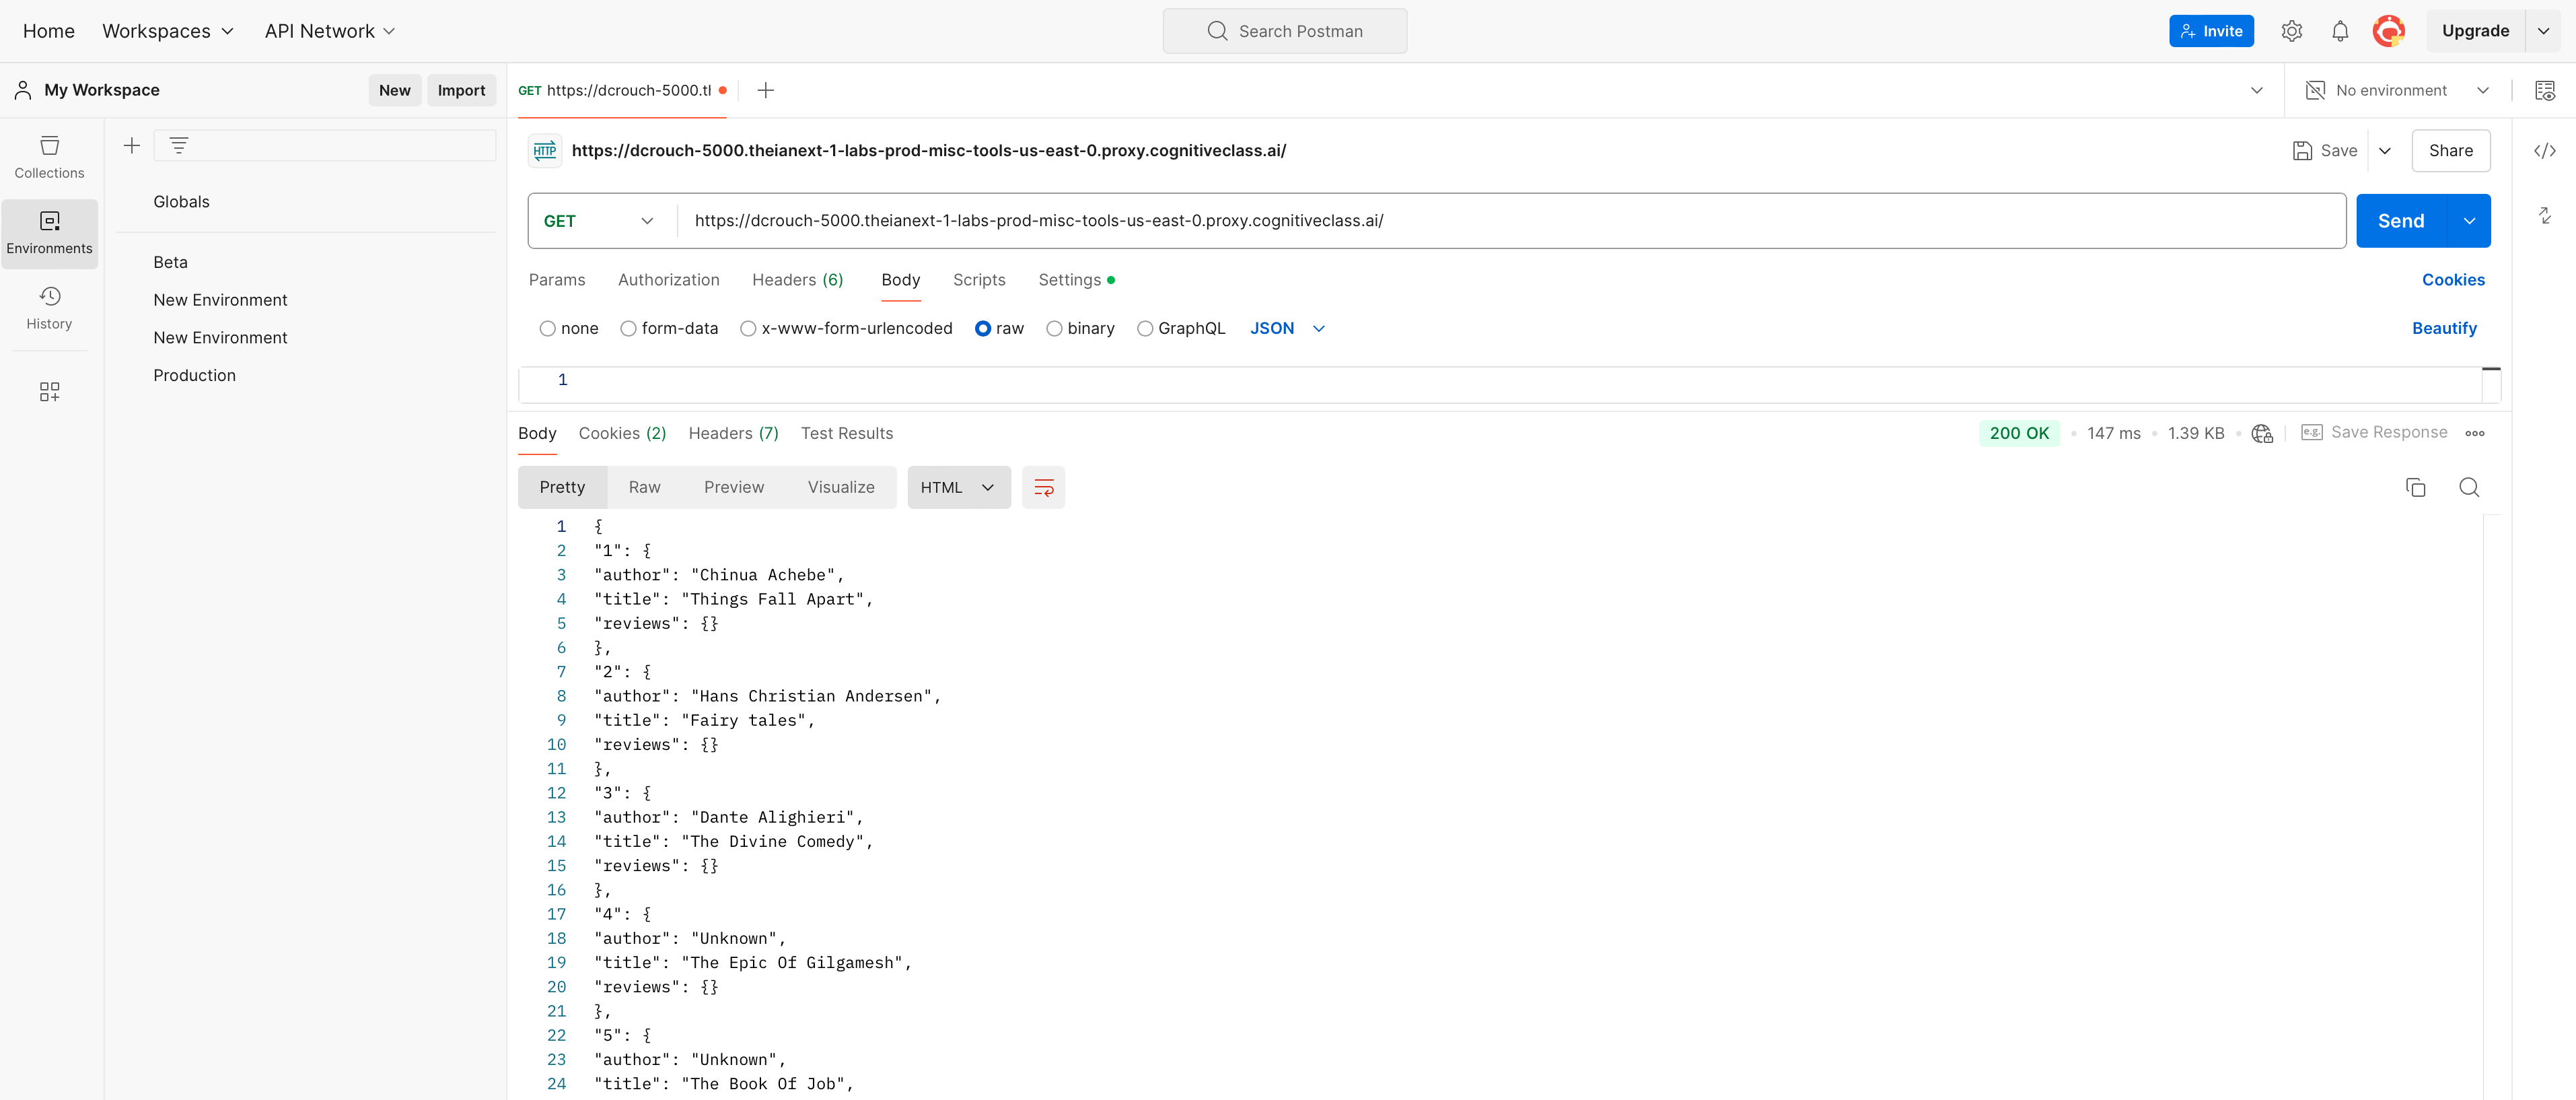 Home Workspaces API Network Search Postman Invite Upgrade
My Workspace New Import GET https://dcrouch-5000.tl No environment
Collections
Environments
History
Globals
Beta
New Environment
New Environment
Production
HTTP https://dcrouch-5000.theianext-1-labs-prod-misc-tools-us-east-0.proxy.cognitiveclass.ai/ Save Share
GET https://dcrouch-5000.theianext-1-labs-prod-misc-tools-us-east-0.proxy.cognitiveclass.ai/ Send
Params Authorization Headers (6) Body Scripts Settings Cookies
none form-data x-www-form-urlencoded raw binary GraphQL JSON Beautify
1
Body Cookies (2) Headers (7) Test Results 200 OK 147 ms 1.39 KB e.g. Save Response
Pretty Raw Preview Visualize HTML
1 {
2 "1": {
3 "author": "Chinua Achebe",
4 "title": "Things Fall Apart",
5 "reviews": {}
6 },
7 "2": {
8 "author": "Hans Christian Andersen",
9 "title": "Fairy tales",
10 "reviews": {}
11 },
12 "3": {
13 "author": "Dante Alighieri",
14 "title": "The Divine Comedy",
15 "reviews": {}
16 },
17 "4": {
18 "author": "Unknown",
19 "title": "The Epic Of Gilgamesh",
20 "reviews": {}
21 },
22 "5": {
23 "author": "Unknown",
24 "title": "The Book Of Job",